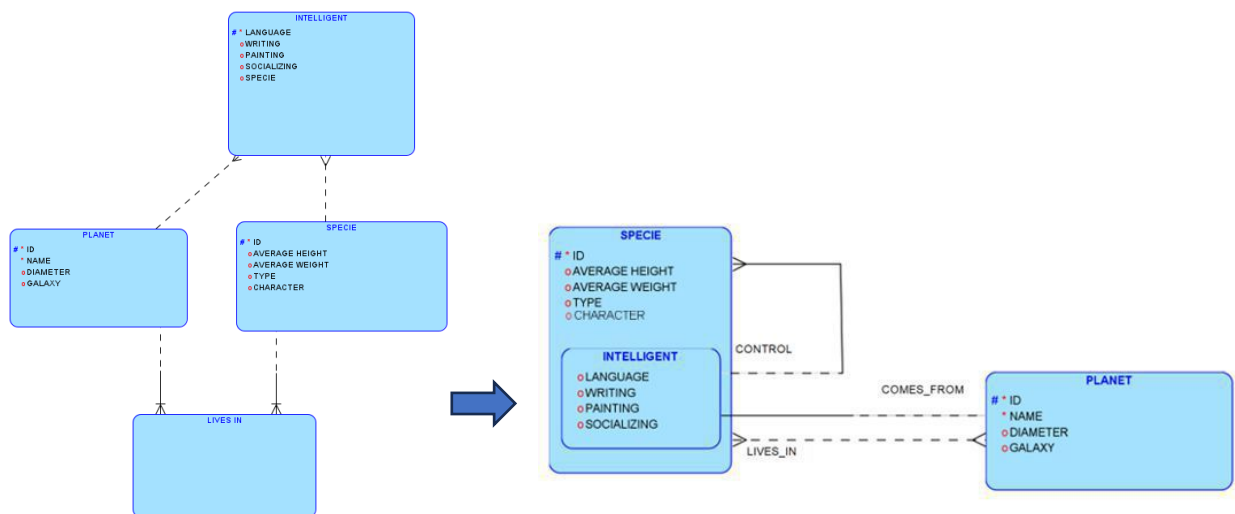 INTELLIGENT
# * LANGUAGE
o WRITING
o PAINTING
o SOCIALIZING
o SPECIE
PLANET
# * ID
* NAME
o DIAMETER
o GALAXY
SPECIE
# * ID
o AVERAGE HEIGHT
o AVERAGE WEIGHT
o TYPE
o CHARACTER
LIVES IN
SPECIE
# * ID
o AVERAGE HEIGHT
o AVERAGE WEIGHT
o TYPE
o CHARACTER
INTELLIGENT
o LANGUAGE
o WRITING
o PAINTING
o SOCIALIZING
CONTROL
COMES_FROM
LIVES_IN
PLANET
# * ID
* NAME
o DIAMETER
o GALAXY